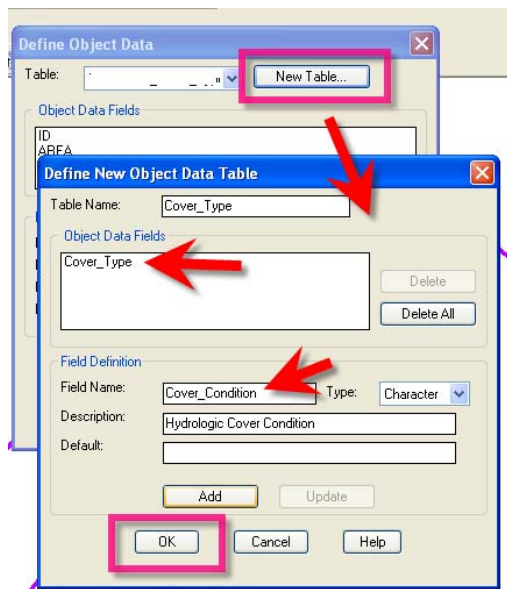 Define Object Data
Table: New Table...
Object Data Fields
ID
AREA
Define New Object Data Table
Table Name: Cover_Type
Object Data Fields
Cover_Type
Delete
Delete All
Field Definition
Field Name: Cover_Condition Type: Character
Description: Hydrologic Cover Condition
Default:
Add Update
OK Cancel Help